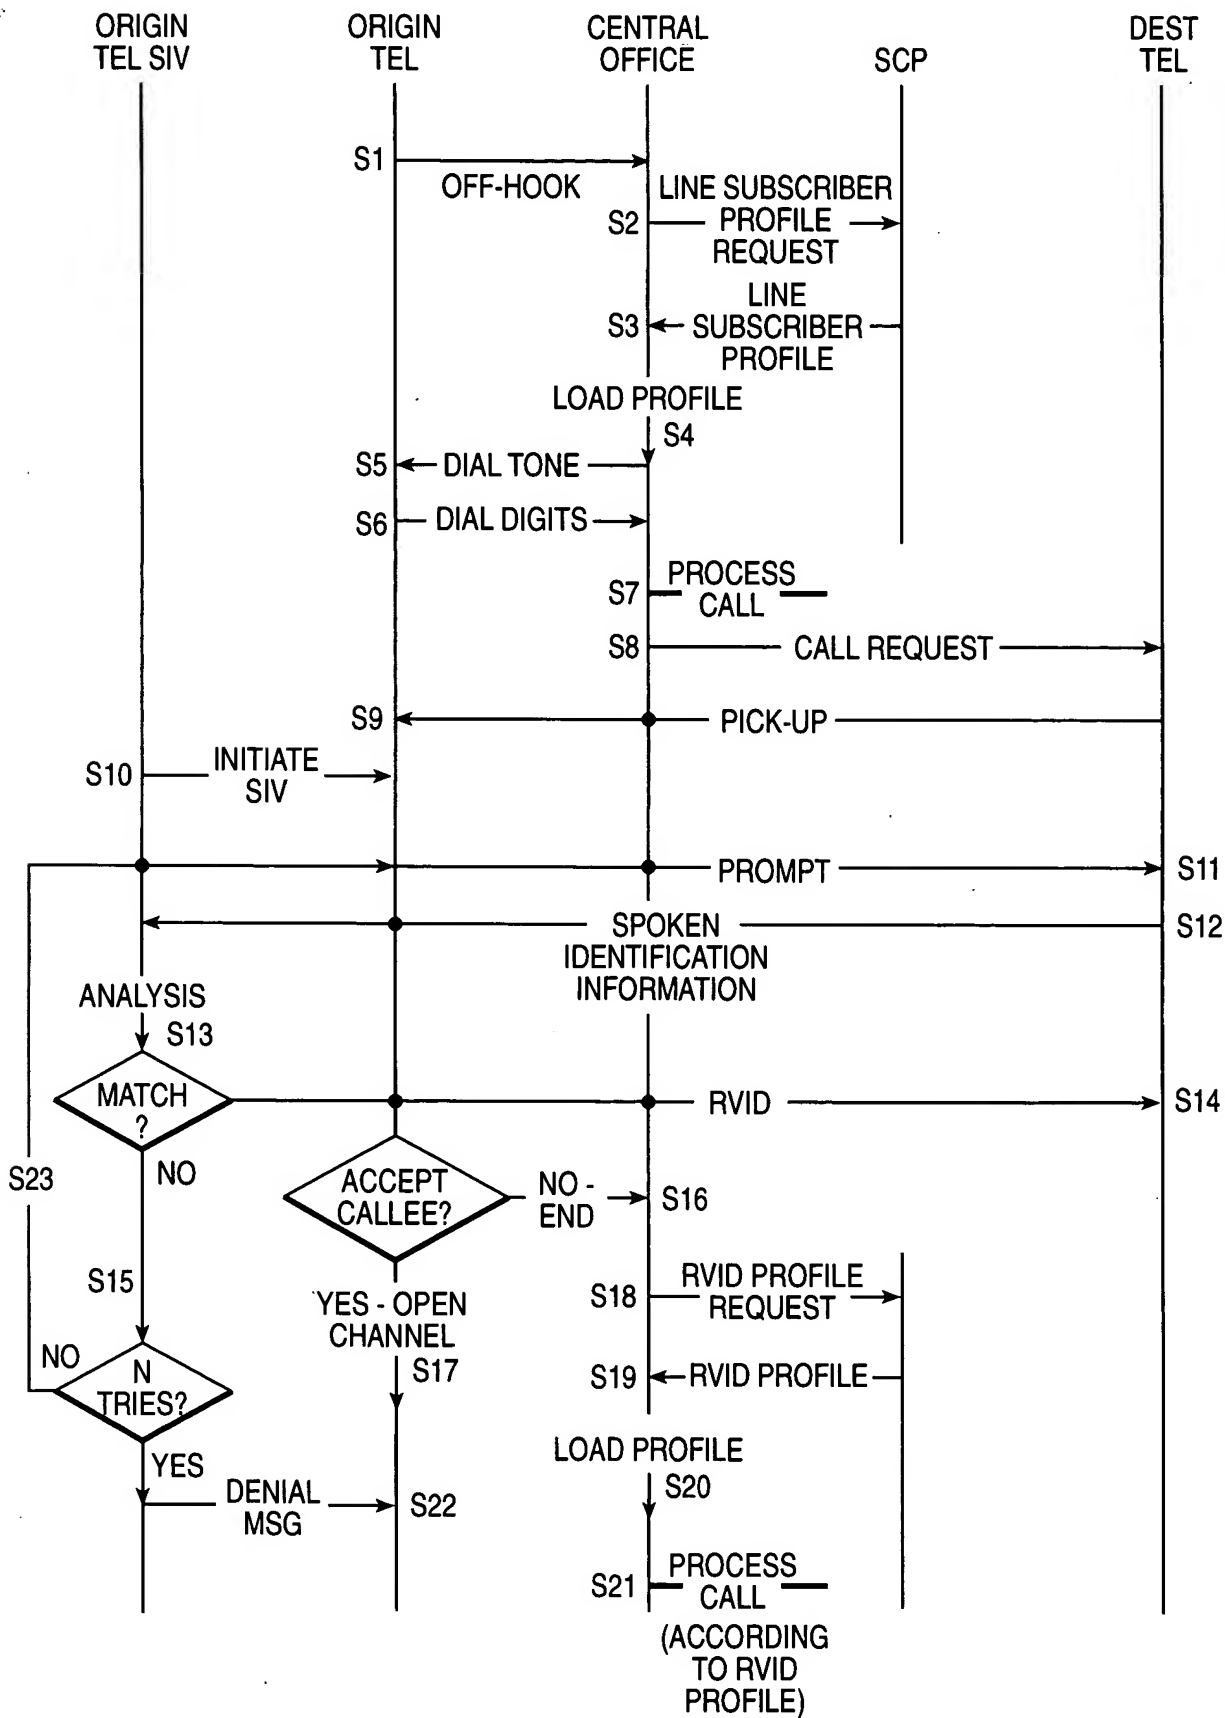 ORIGIN
TEL SIV
ORIGIN
TEL
CENTRAL
OFFICE
SCP
DEST
TEL
S1
OFF-HOOK
S2
LINE SUBSCRIBER
PROFILE
REQUEST
S3
LINE
SUBSCRIBER
PROFILE
LOAD PROFILE
S4
S5
DIAL TONE
S6
DIAL DIGITS
S7
PROCESS
CALL
S8
CALL REQUEST
S9
PICK-UP
S10
INITIATE
SIV
PROMPT
S11
SPOKEN
IDENTIFICATION
INFORMATION
S12
ANALYSIS
S13
MATCH
?
RVID
S14
S23
NO
ACCEPT
CALLEE?
NO -
END
S16
S15
YES - OPEN
CHANNEL
S17
S18
RVID PROFILE
REQUEST
NO
N
TRIES?
S19
RVID PROFILE
YES
LOAD PROFILE
S20
DENIAL
MSG
S22
S21
PROCESS
CALL
(ACCORDING
TO RVID
PROFILE)